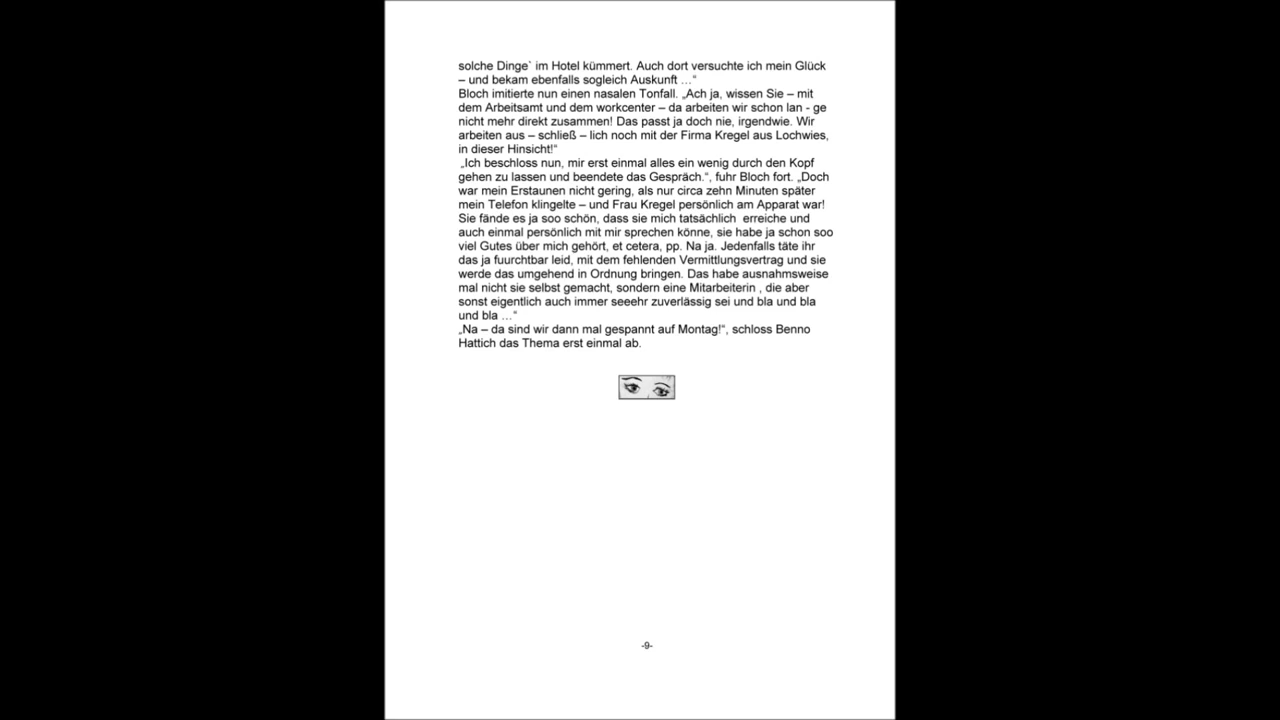 solche Dinge` im Hotel kümmert. Auch dort versuchte ich mein Glück
– und bekam ebenfalls sogleich Auskunft …“
Bloch imitierte nun einen nasalen Tonfall. „Ach ja, wissen Sie – mit
dem Arbeitsamt und dem workcenter – da arbeiten wir schon lan - ge
nicht mehr direkt zusammen! Das passt ja doch nie, irgendwie. Wir
arbeiten aus – schließ – lich noch mit der Firma Kregel aus Lochwies,
in dieser Hinsicht!“
„Ich beschloss nun, mir erst einmal alles ein wenig durch den Kopf
gehen zu lassen und beendete das Gespräch.“, fuhr Bloch fort. „Doch
war mein Erstaunen nicht gering, als nur circa zehn Minuten später
mein Telefon klingelte – und Frau Kregel persönlich am Apparat war!
Sie fände es ja soo schön, dass sie mich tatsächlich  erreiche und
auch einmal persönlich mit mir sprechen könne, sie habe ja schon soo
viel Gutes über mich gehört, et cetera, pp. Na ja. Jedenfalls täte ihr
das ja fuurchtbar leid, mit dem fehlenden Vermittlungsvertrag und sie
werde das umgehend in Ordnung bringen. Das habe ausnahmsweise
mal nicht sie selbst gemacht, sondern eine Mitarbeiterin , die aber
sonst eigentlich auch immer seeehr zuverlässig sei und bla und bla
und bla …“
„Na – da sind wir dann mal gespannt auf Montag!“, schloss Benno
Hattich das Thema erst einmal ab.
-9-